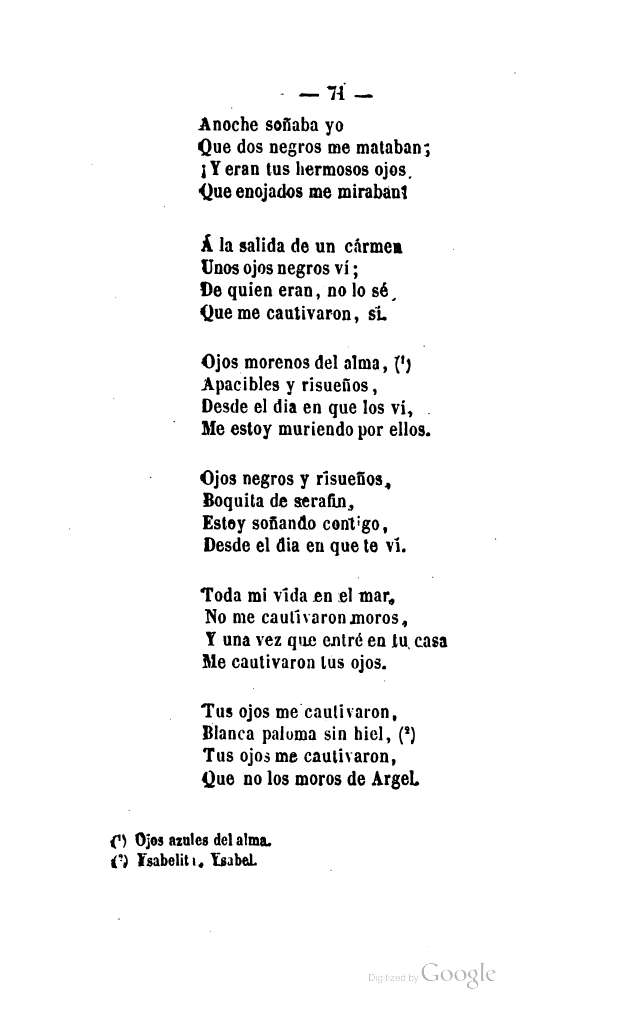 — 71 —
Anoche soñaba yo
Que dos negros me mataban;
¡Y eran tus hermosos ojos
Que enojados me miraban!
Á la salida de un cármen
Unos ojos negros ví;
De quien eran, no lo sé,
Que me cautivaron, sí.
Ojos morenos del alma, (¹)
Apacibles y risueños,
Desde el dia en que los ví,
Me estoy muriendo por ellos.
Ojos negros y risueños,
Boquita de serafin,
Estoy soñando contigo,
Desde el dia en que te ví.
Toda mi vida en el mar,
No me cautivaron moros,
Y una vez que entré en tu casa
Me cautivaron tus ojos.
Tus ojos me cautivaron,
Blanca paloma sin hiel, (²)
Tus ojos me cautivaron,
Que no los moros de Argel.
(¹) Ojos azules del alma.
(²) Ysabelita, Ysabel.
Digitized by Google